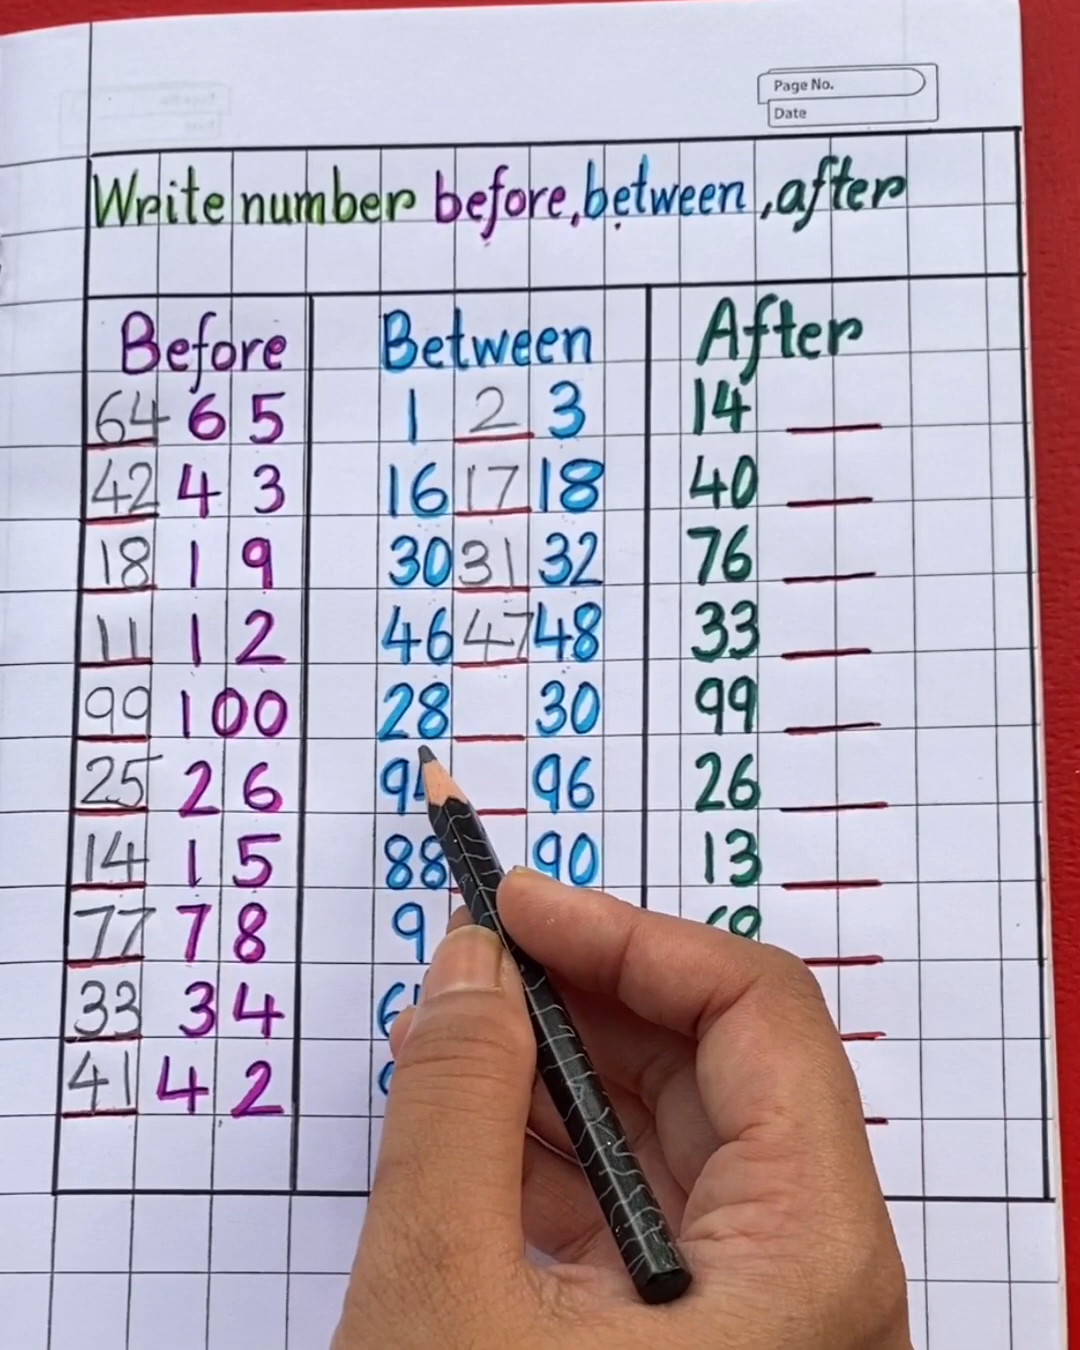 Page No.
Date
Write number before, between, after
Before Between After
64 65 1 2 3 14
42 43 16 17 18 40
18 19 30 31 32 76
11 12 46 47 48 33
99 100 28 30 99
25 26 96 26
14 15 88 90 13
77 78 9
33 34
41 42